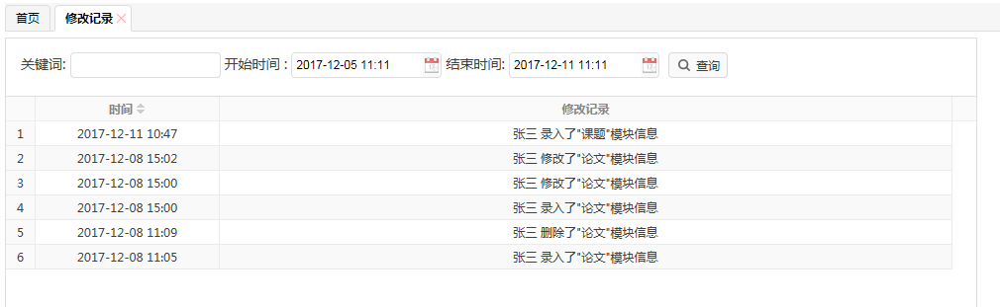 首页 修改记录
关键词: 开始时间 : 2017-12-05 11:11 结束时间: 2017-12-11 11:11 查询
时间 修改记录
1 2017-12-11 10:47 张三 录入了"课题"模块信息
2 2017-12-08 15:02 张三 修改了"论文"模块信息
3 2017-12-08 15:00 张三 修改了"论文"模块信息
4 2017-12-08 15:00 张三 录入了"论文"模块信息
5 2017-12-08 11:09 张三 删除了"论文"模块信息
6 2017-12-08 11:05 张三 录入了"论文"模块信息